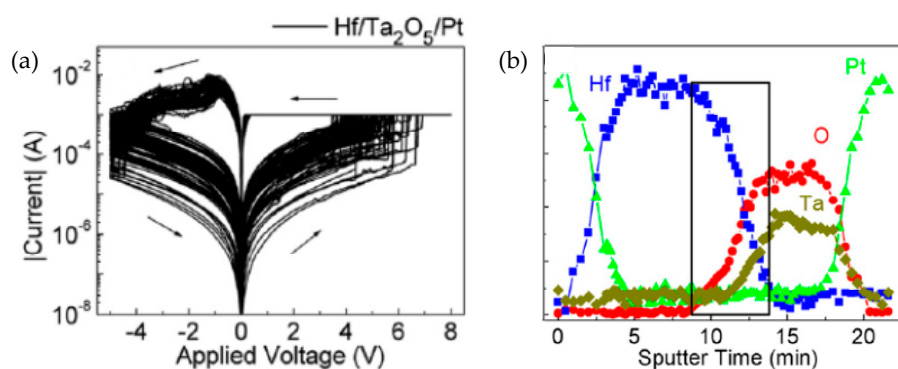 (a)
Hf/Ta₂O₅/Pt
|Current| (A)
10⁻²
10⁻⁴
10⁻⁶
10⁻⁸
-4 -2 0 2 4 6 8
Applied Voltage (V)
(b)
Hf
Pt
O
Ta
0 5 10 15 20
Sputter Time (min)